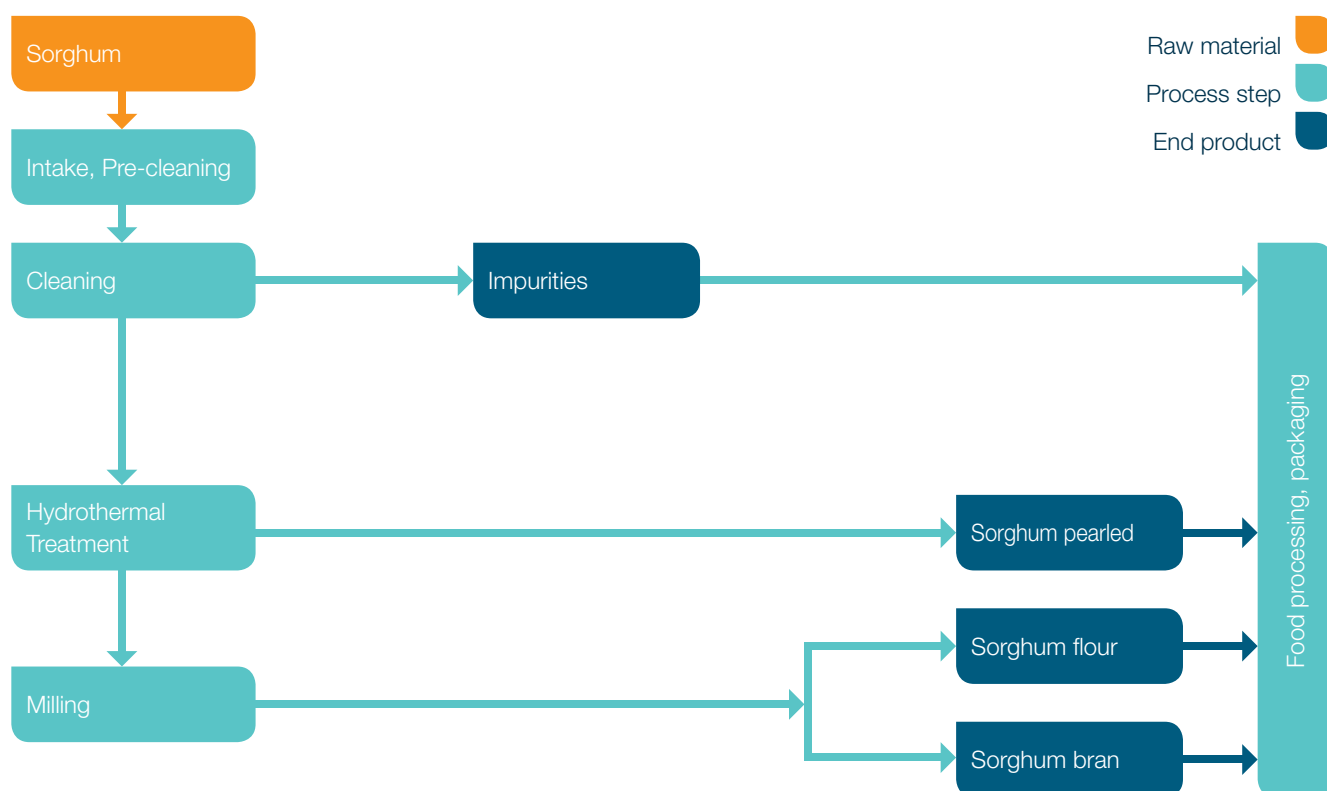 Sorghum
Raw material
Process step
End product
Intake, Pre-cleaning
Cleaning
Impurities
Hydrothermal
Treatment
Sorghum pearled
Sorghum flour
Milling
Sorghum bran
Food processing, packaging